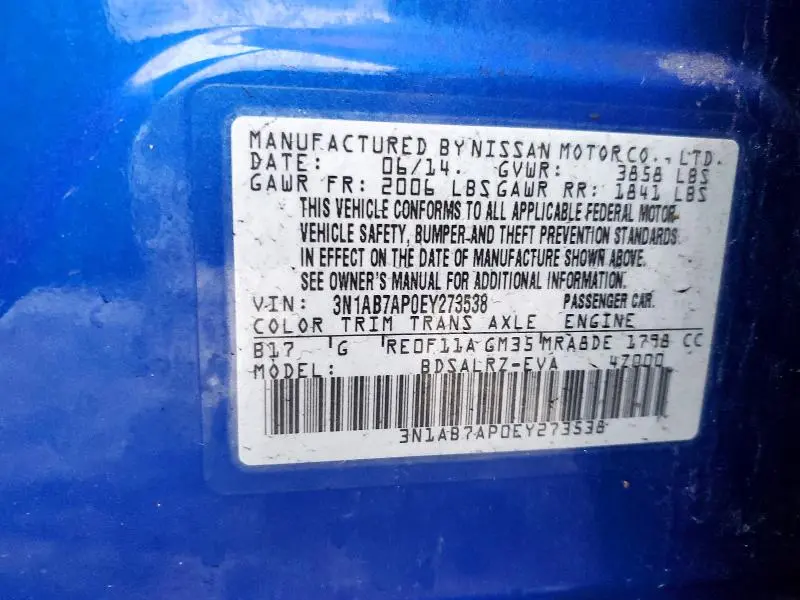 MANUFACTURED BY NISSAN MOTOR CO., LTD.
DATE: 06/14. GVWR: 3858 LBS
GAWR FR: 2006 LBS GAWR RR: 1841 LBS
THIS VEHICLE CONFORMS TO ALL APPLICABLE FEDERAL MOTOR
VEHICLE SAFETY, BUMPER AND THEFT PREVENTION STANDARDS
IN EFFECT ON THE DATE OF MANUFACTURE SHOWN ABOVE.
SEE OWNER'S MANUAL FOR ADDITIONAL INFORMATION.
VIN: 3N1AB7AP0EY273538 PASSENGER CAR
COLOR TRIM TRANS AXLE ENGINE
B17 G RE0F11A GM35 MRA8DE 1798 CC
MODEL: BDSALRZ-EVA 4Z000
3N1AB7AP0EY273538